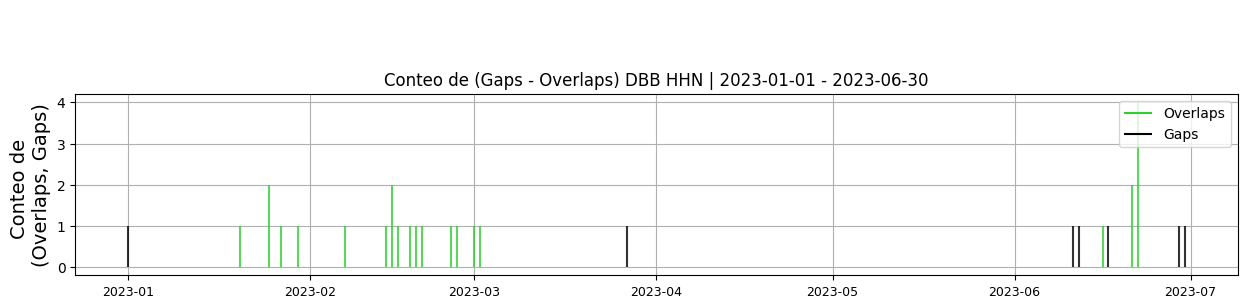 Conteo de (Gaps - Overlaps) DBB HHN | 2023-01-01 - 2023-06-30
Conteo de
(Overlaps, Gaps)
4
3
2
1
0
Overlaps
Gaps
2023-01 2023-02 2023-03 2023-04 2023-05 2023-06 2023-07